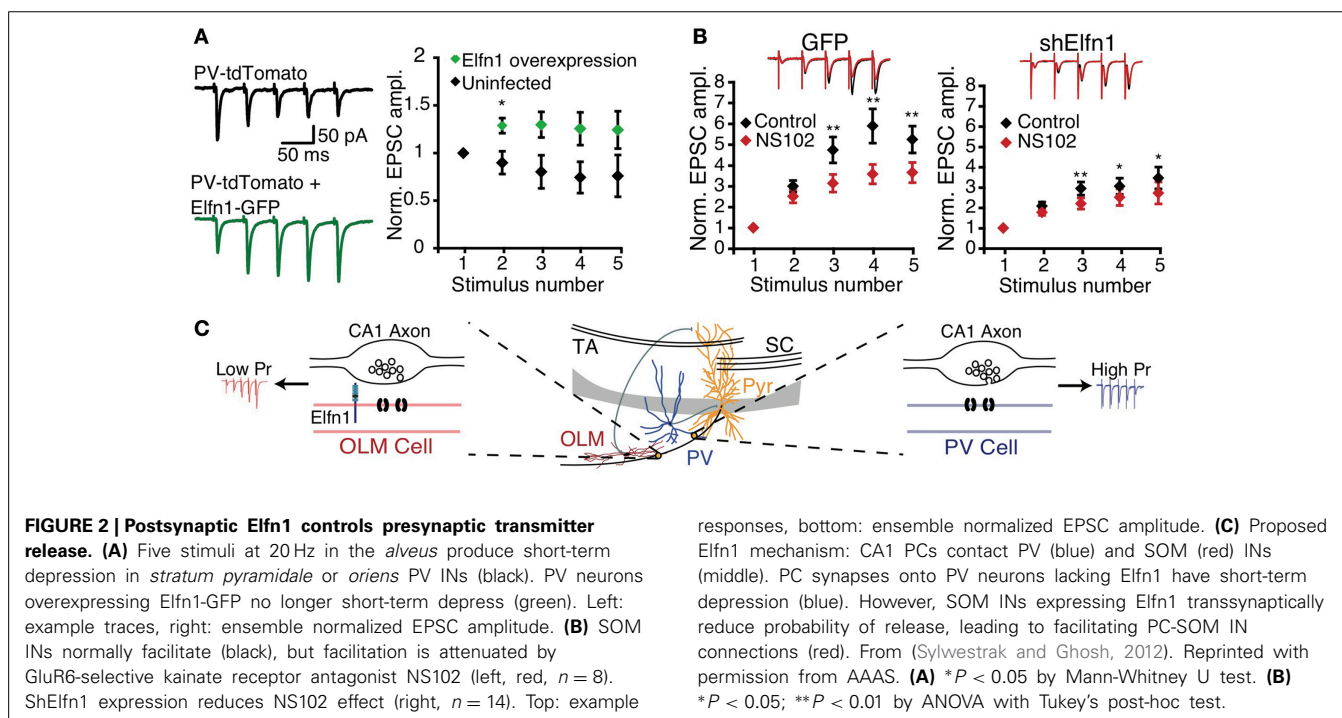 A
PV-tdTomato
50 pA
50 ms
PV-tdTomato +
Elfn1-GFP
Norm. EPSC ampl.
2
1.5
1
0.5
0
Elfn1 overexpression
Uninfected
*
1 2 3 4 5
Stimulus number
B
GFP
Norm. EPSC ampl.
8
7
6
5
4
3
2
1
0
Control
NS102
** ** **
1 2 3 4 5
Stimulus number
shElfn1
Norm. EPSC ampl.
8
7
6
5
4
3
2
1
0
Control
NS102
** * *
1 2 3 4 5
Stimulus number
C
CA1 Axon
Low Pr
Elfn1
OLM Cell
TA
SC
Pyr
OLM
PV
CA1 Axon
High Pr
PV Cell
FIGURE 2 | Postsynaptic Elfn1 controls presynaptic transmitter
release. (A) Five stimuli at 20 Hz in the alveus produce short-term
depression in stratum pyramidale or oriens PV INs (black). PV neurons
overexpressing Elfn1-GFP no longer short-term depress (green). Left:
example traces, right: ensemble normalized EPSC amplitude. (B) SOM
INs normally facilitate (black), but facilitation is attenuated by
GluR6-selective kainate receptor antagonist NS102 (left, red, n = 8).
ShElfn1 expression reduces NS102 effect (right, n = 14). Top: example
responses, bottom: ensemble normalized EPSC amplitude. (C) Proposed
Elfn1 mechanism: CA1 PCs contact PV (blue) and SOM (red) INs
(middle). PC synapses onto PV neurons lacking Elfn1 have short-term
depression (blue). However, SOM INs expressing Elfn1 transsynaptically
reduce probability of release, leading to facilitating PC-SOM IN
connections (red). From (Sylwestrak and Ghosh, 2012). Reprinted with
permission from AAAS. (A) *P < 0.05 by Mann-Whitney U test. (B)
*P < 0.05; **P < 0.01 by ANOVA with Tukey's post-hoc test.